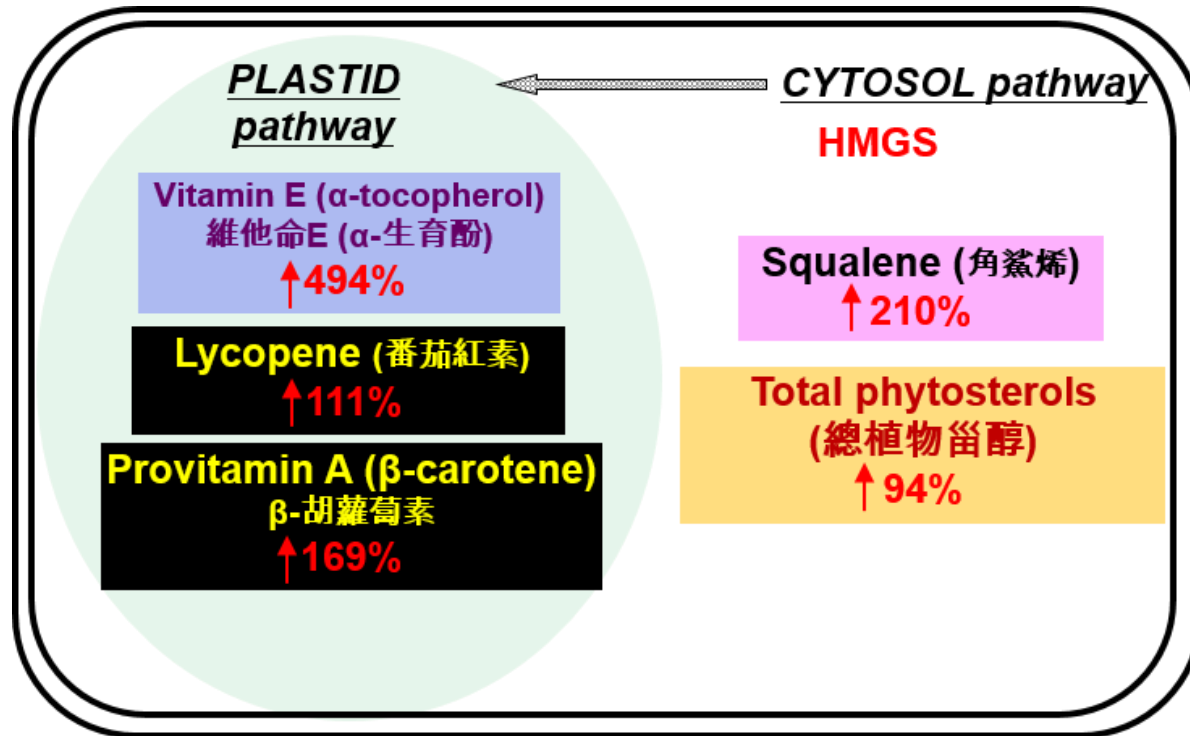 PLASTID
pathway
Vitamin E (α-tocopherol)
維他命E (α-生育酚)
↑494%
Lycopene (番茄紅素)
↑111%
Provitamin A (β-carotene)
β-胡蘿蔔素
↑169%
CYTOSOL pathway
HMGS
Squalene (角鯊烯)
↑210%
Total phytosterols
(總植物甾醇)
↑94%